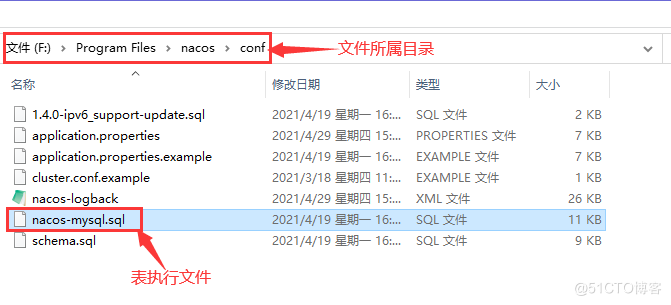 文件 (F:) > Program Files > nacos > conf
文件所属目录
名称 修改日期 类型 大小
1.4.0-ipv6_support-update.sql 2021/4/19 星期一 16:... SQL 文件 2 KB
application.properties 2021/4/29 星期四 15:... PROPERTIES 文件 7 KB
application.properties.example 2021/4/19 星期一 16:... EXAMPLE 文件 7 KB
cluster.conf.example 2021/3/18 星期四 11:... EXAMPLE 文件 1 KB
nacos-logback 2021/4/29 星期四 11:... XML 文件 26 KB
nacos-mysql.sql 2021/4/19 星期一 16:... SQL 文件 11 KB
schema.sql 2021/4/19 星期一 16:... SQL 文件 9 KB
表执行文件
@51CTO博客